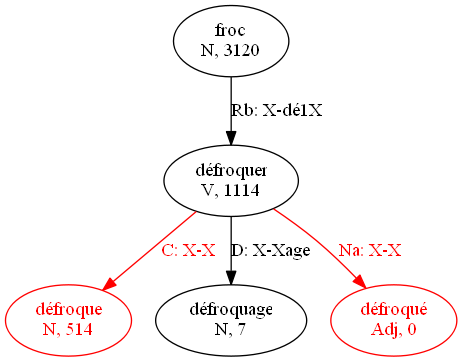 froc
N, 3120
Rb: X-dé1X
défroquer
V, 1114
C: X-X
D: X-Xage
Na: X-X
défroque
N, 514
défroquage
N, 7
défroqué
Adj, 0